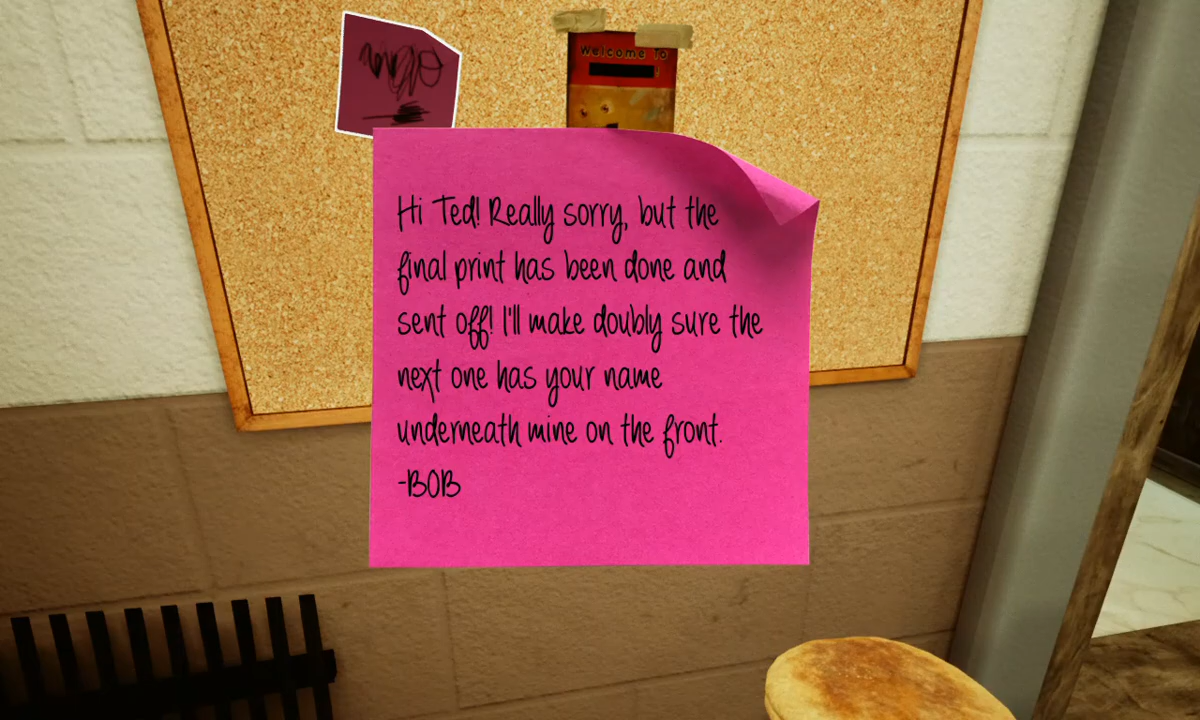 Welcome To
Hi Ted! Really sorry, but the
final print has been done and
sent off! I'll make doubly sure the
next one has your name
underneath mine on the front.
-BOB